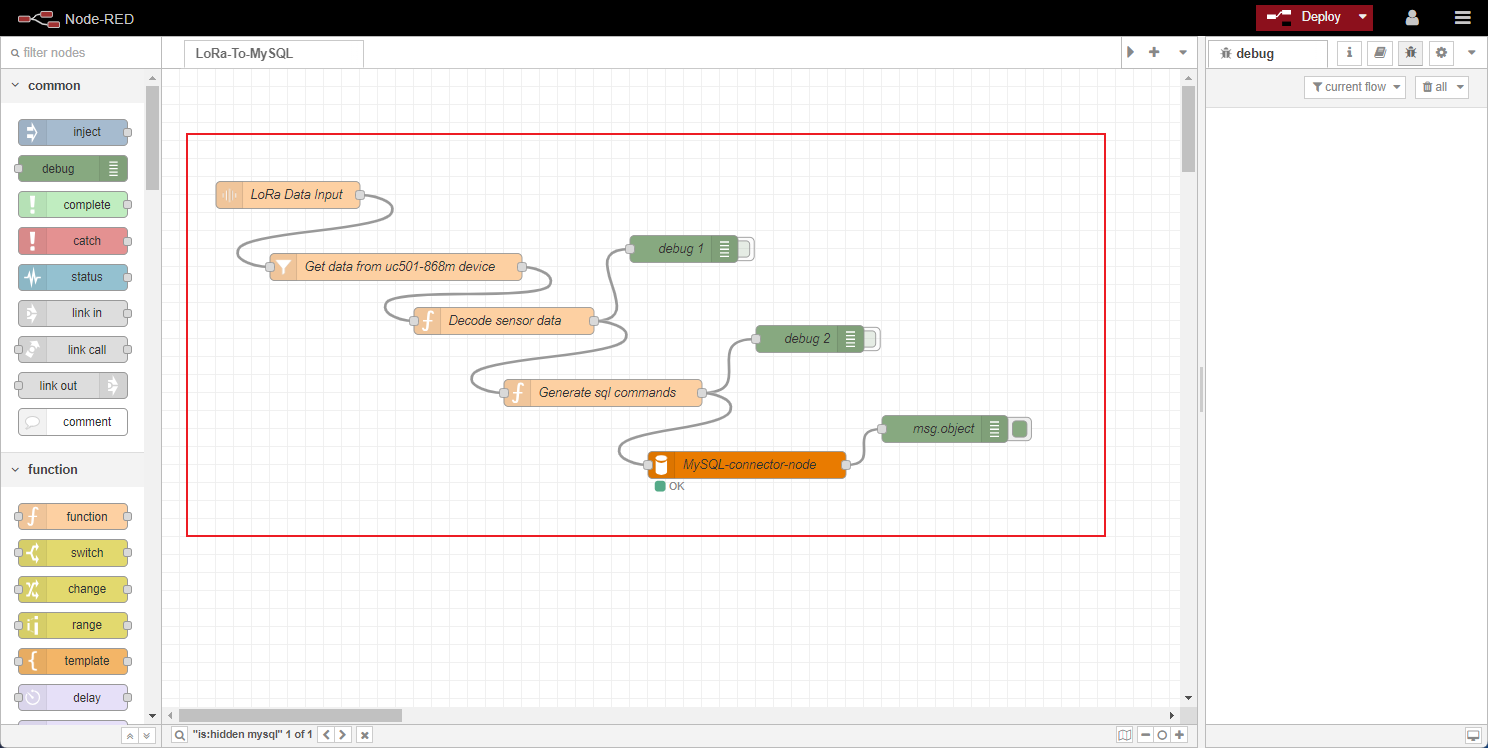 Node-RED
Deploy
filter nodes
LoRa-To-MySQL
debug
current flow
all
common
inject
debug
complete
catch
status
link in
link call
link out
comment
function
function
switch
change
range
template
delay
LoRa Data Input
Get data from uc501-868m device
Decode sensor data
debug 1
debug 2
Generate sql commands
msg.object
MySQL-connector-node
OK
"is:hidden mysql" 1 of 1